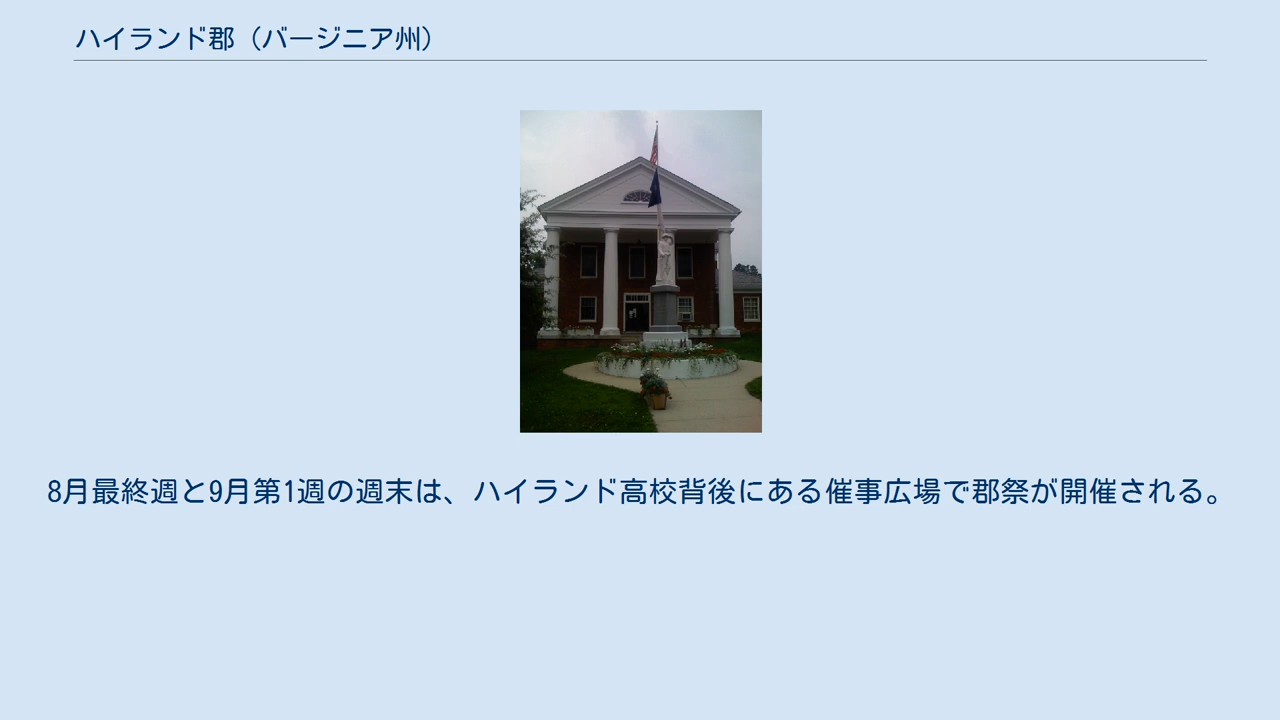 ハイランド郡（バージニア州）
8月最終週と9月第1週の週末は、ハイランド高校背後にある催事広場で郡祭が開催される。